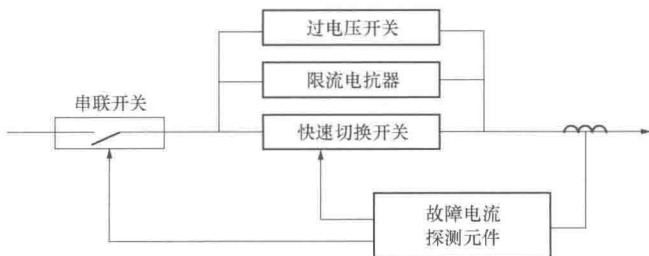 过电压开关
限流电抗器
串联开关
快速切换开关
故障电流
探测元件